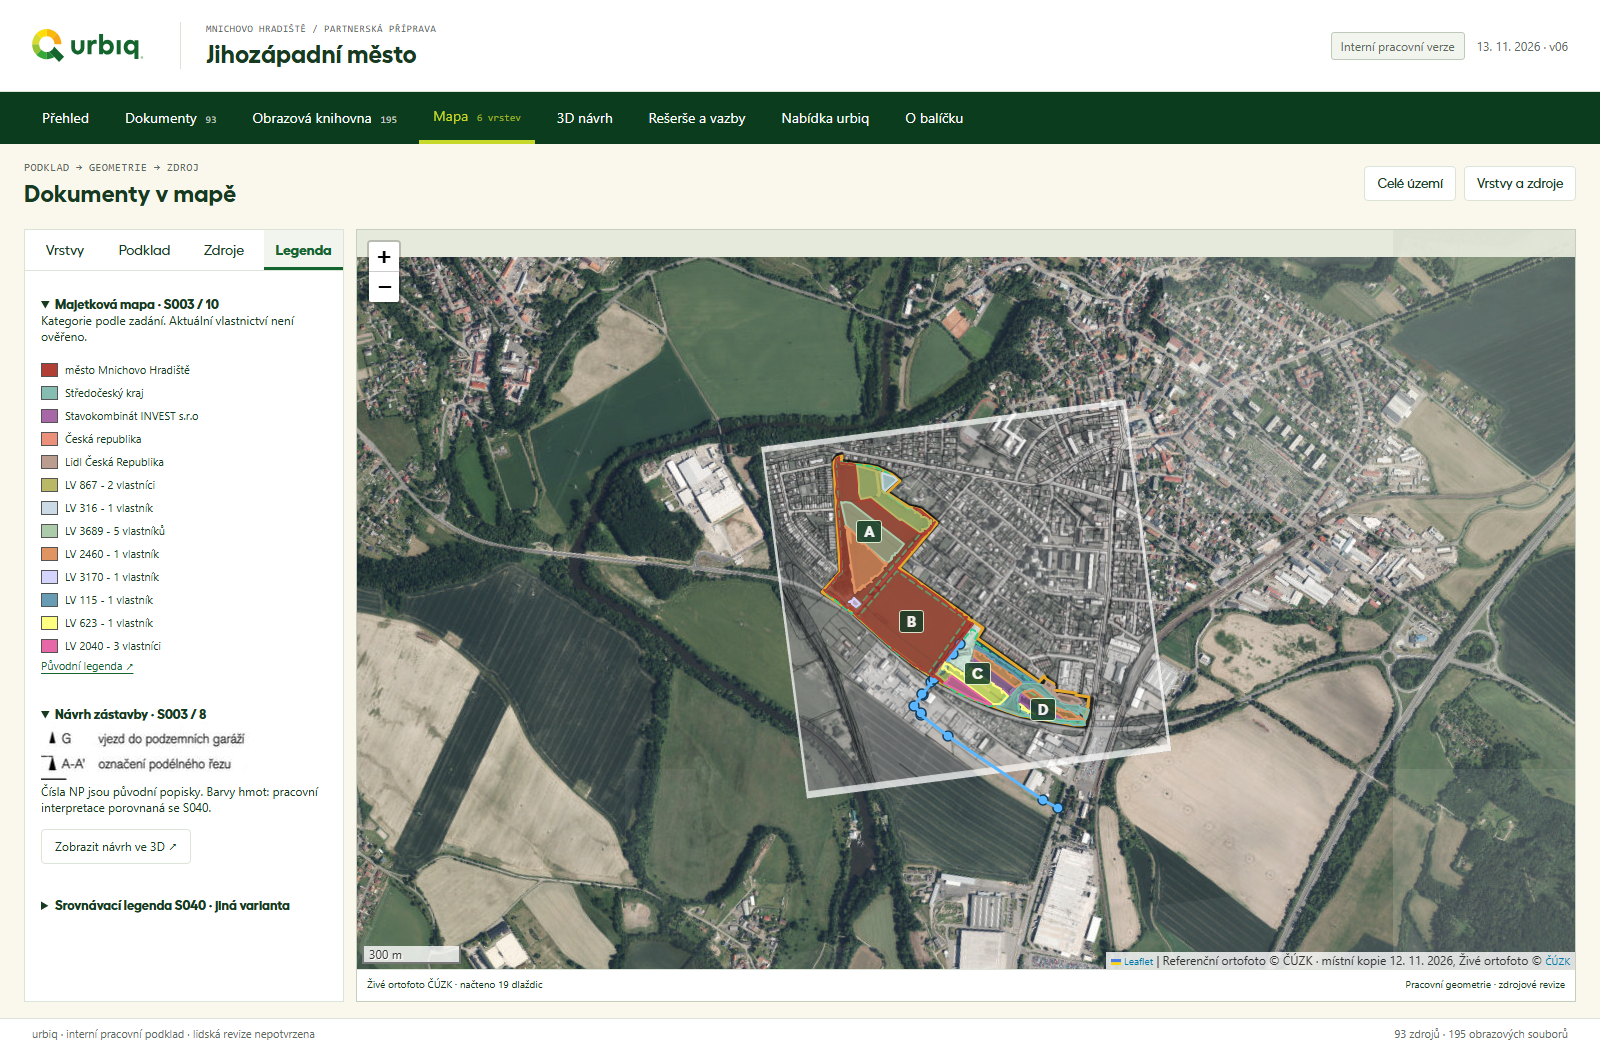 urbiq
MNICHOVO HRADIŠTĚ / PARTNERSKÁ PŘÍPRAVA
Jihozápadní město
Interní pracovní verze
13. 11. 2026 · v06
Přehled
Dokumenty 93
Obrazová knihovna 195
Mapa 6 vrstev
3D návrh
Rešerše a vazby
Nabídka urbiq
O balíčku
PODKLAD → GEOMETRIE → ZDROJ
Dokumenty v mapě
Celé území
Vrstvy a zdroje
Vrstvy
Podklad
Zdroje
Legenda
▼ Majetková mapa · S003 / 10
Kategorie podle zadání. Aktuální vlastnictví není
ověřeno.
město Mnichovo Hradiště
Středočeský kraj
Stavokombinát INVEST s.r.o
Česká republika
Lidl Česká Republika
LV 867 - 2 vlastníci
LV 316 - 1 vlastník
LV 3689 - 5 vlastníků
LV 2460 - 1 vlastník
LV 3170 - 1 vlastník
LV 115 - 1 vlastník
LV 623 - 1 vlastník
LV 2040 - 3 vlastníci
Původní legenda ↗
▼ Návrh zástavby · S003 / 8
G vjezd do podzemních garáží
A-A' označení podélného řezu
Čísla NP jsou původní popisky. Barvy hmot: pracovní
interpretace porovnaná se S040.
Zobrazit návrh ve 3D ↗
▶ Srovnávací legenda S040 · jiná varianta
+
−
A
B
C
D
300 m
Leaflet | Referenční ortofoto © ČÚZK · místní kopie 12. 11. 2026, Živé ortofoto © ČÚZK
Živé ortofoto ČÚZK · načteno 19 dlaždic
Pracovní geometrie · zdrojové revize
urbiq · interní pracovní podklad · lidská revize nepotvrzena
93 zdrojů · 195 obrazových souborů